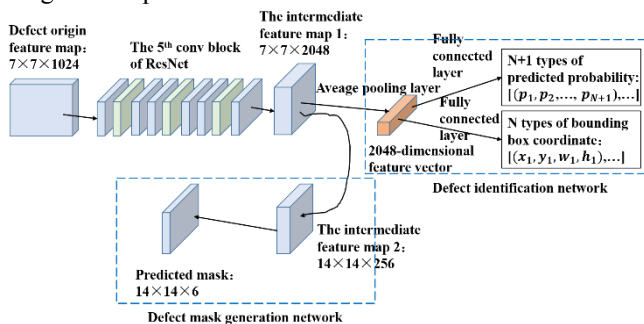 Defect origin
feature map：
7×7×1024
The 5th conv block
of ResNet
The intermediate
feature map 1：
7×7×2048
Aveage pooling layer
Fully
connected
layer
Fully
connected
layer
2048-dimensional
feature vector
N+1 types of
predicted probability:
[(p₁, p₂,..., p_N+1),...]
N types of bounding
box coordinate：
[(x₁, y₁, w₁, h₁),...]
Defect identification network
The intermediate
feature map 2：
14×14×256
Predicted mask：
14×14×6
Defect mask generation network